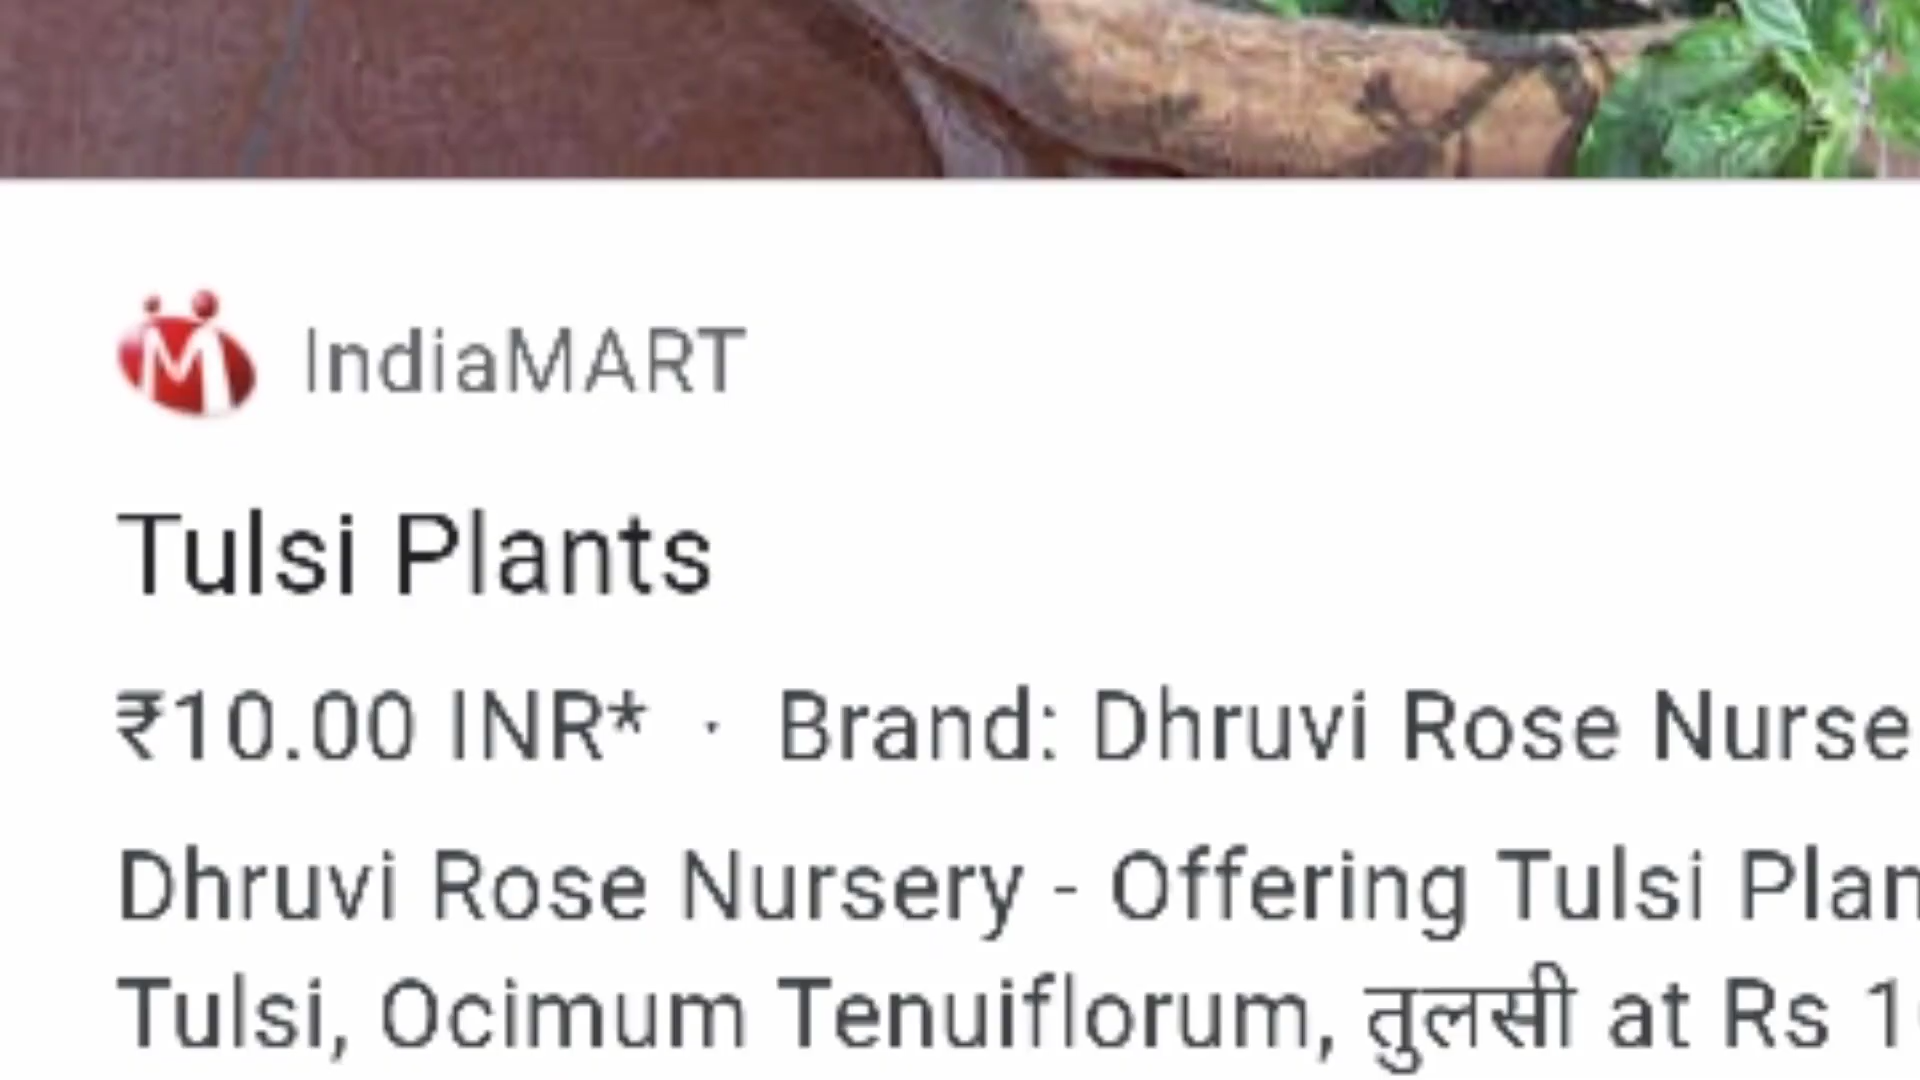 IndiaMART
Tulsi Plants
₹10.00 INR* · Brand: Dhruvi Rose Nurse
Dhruvi Rose Nursery - Offering Tulsi Plan
Tulsi, Ocimum Tenuiflorum, तुलसी at Rs 1